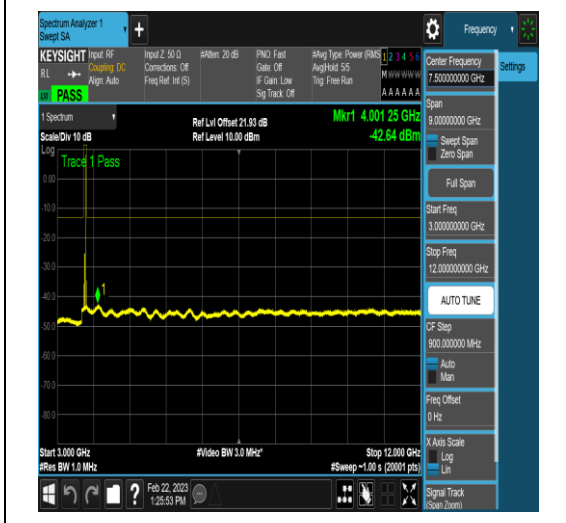 Spectrum Analyzer 1
Swept SA
+
Frequency
KEYSIGHT
RL
PASS
Input: RF
Coupling: DC
Align: Auto
Input Z: 50 Ω
Corrections: Off
Freq Ref: Int (S)
#Atten: 20 dB
PNO: Fast
Gate: Off
IF Gain: Low
Sig Track: Off
#Avg Type: Power (RMS
Avg|Hold: 5/5
Trig: Free Run
1 2 3 4 5 6
M W W W W W
A A A A A A
1 Spectrum
Scale/Div 10 dB
Ref Lvl Offset 21.93 dB
Ref Level 10.00 dBm
Mkr1 4.001 25 GHz
-42.64 dBm
Log
Trace 1 Pass
0.00
-10.0
-20.0
-30.0
-40.0
-50.0
-60.0
-70.0
-80.0
1
Start 3.000 GHz
#Res BW 1.0 MHz
#Video BW 3.0 MHz*
Stop 12.000 GHz
#Sweep ~1.00 s (20001 pts)
Feb 22, 2023
1:25:53 PM
?
Center Frequency
7.500000000 GHz
Span
9.00000000 GHz
Swept Span
Zero Span
Full Span
Start Freq
3.000000000 GHz
Stop Freq
12.000000000 GHz
AUTO TUNE
CF Step
900.000000 MHz
Auto
Man
Freq Offset
0 Hz
X Axis Scale
Log
Lin
Signal Track
(Span Zoom)
Settings